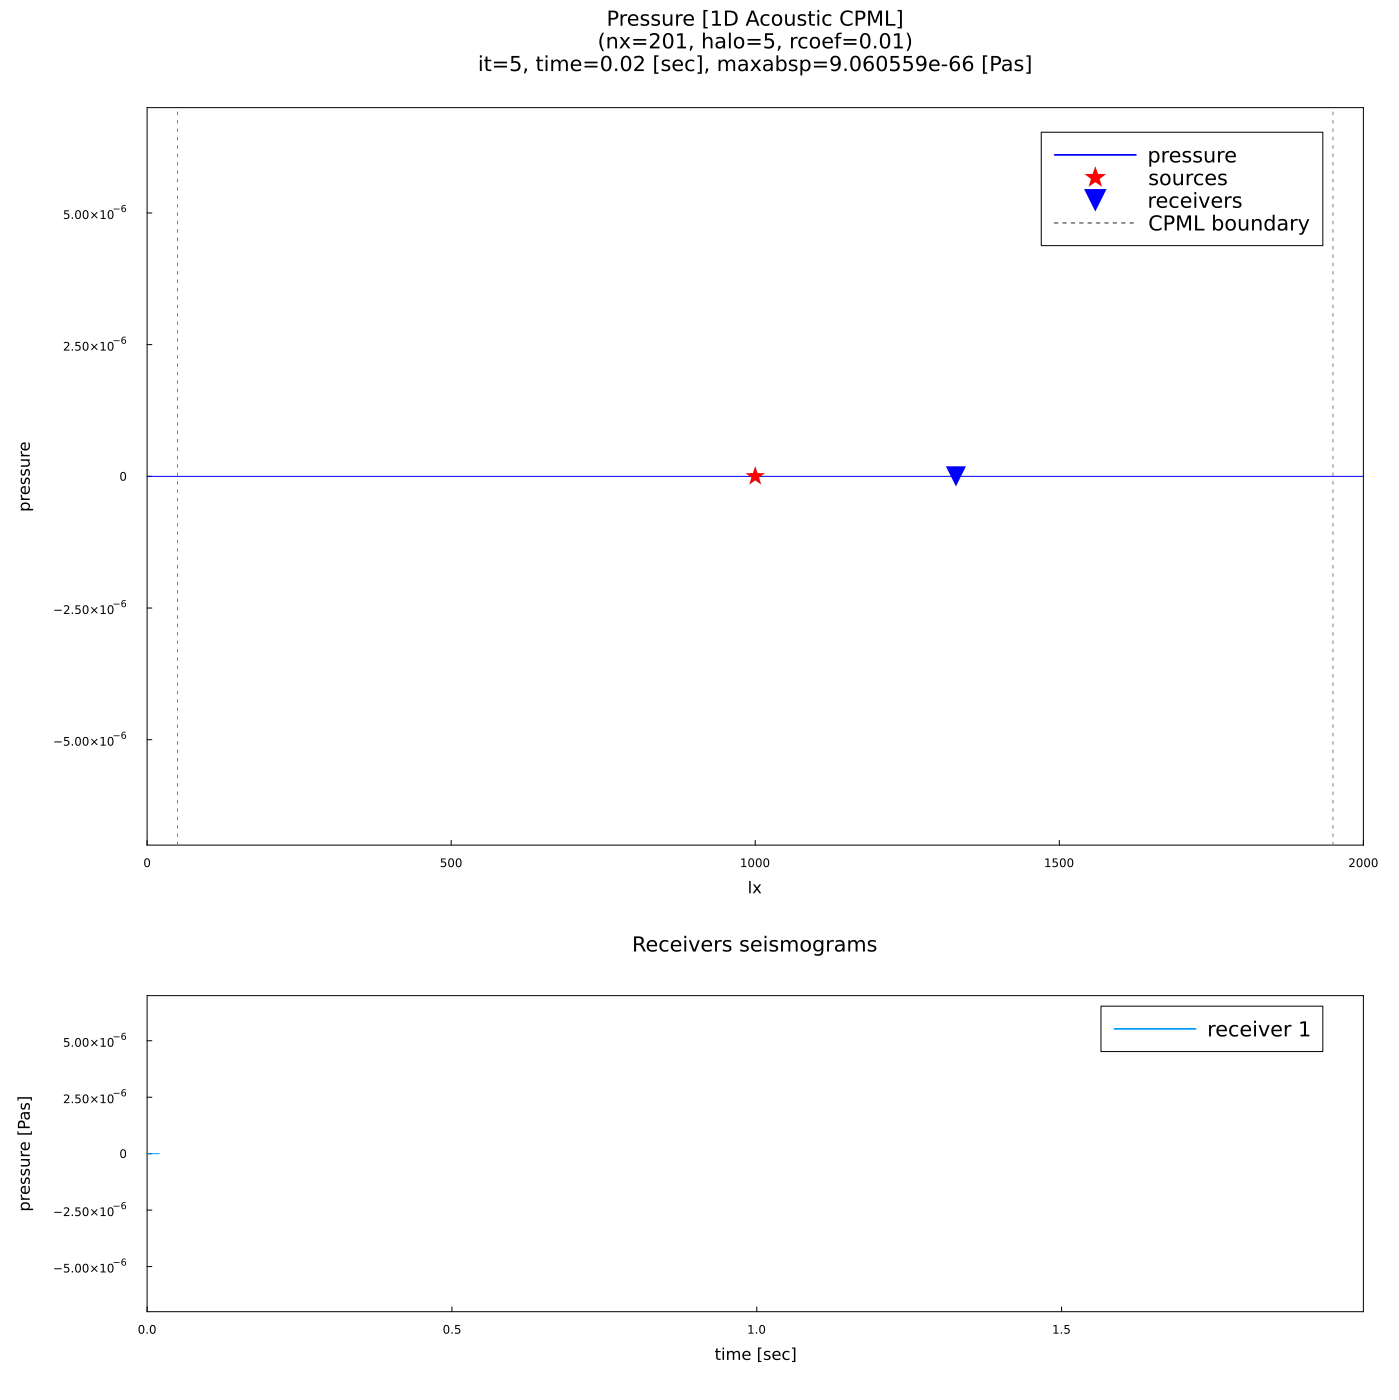 Pressure [1D Acoustic CPML]
(nx=201, halo=5, rcoef=0.01)
it=5, time=0.02 [sec], maxabsp=9.060559e-66 [Pas]
pressure
sources
receivers
CPML boundary
5.00×10⁻⁶
2.50×10⁻⁶
0
−2.50×10⁻⁶
−5.00×10⁻⁶
pressure
0 500 1000 1500 2000
lx
Receivers seismograms
receiver 1
5.00×10⁻⁶
2.50×10⁻⁶
0
−2.50×10⁻⁶
−5.00×10⁻⁶
pressure [Pas]
0.0 0.5 1.0 1.5
time [sec]